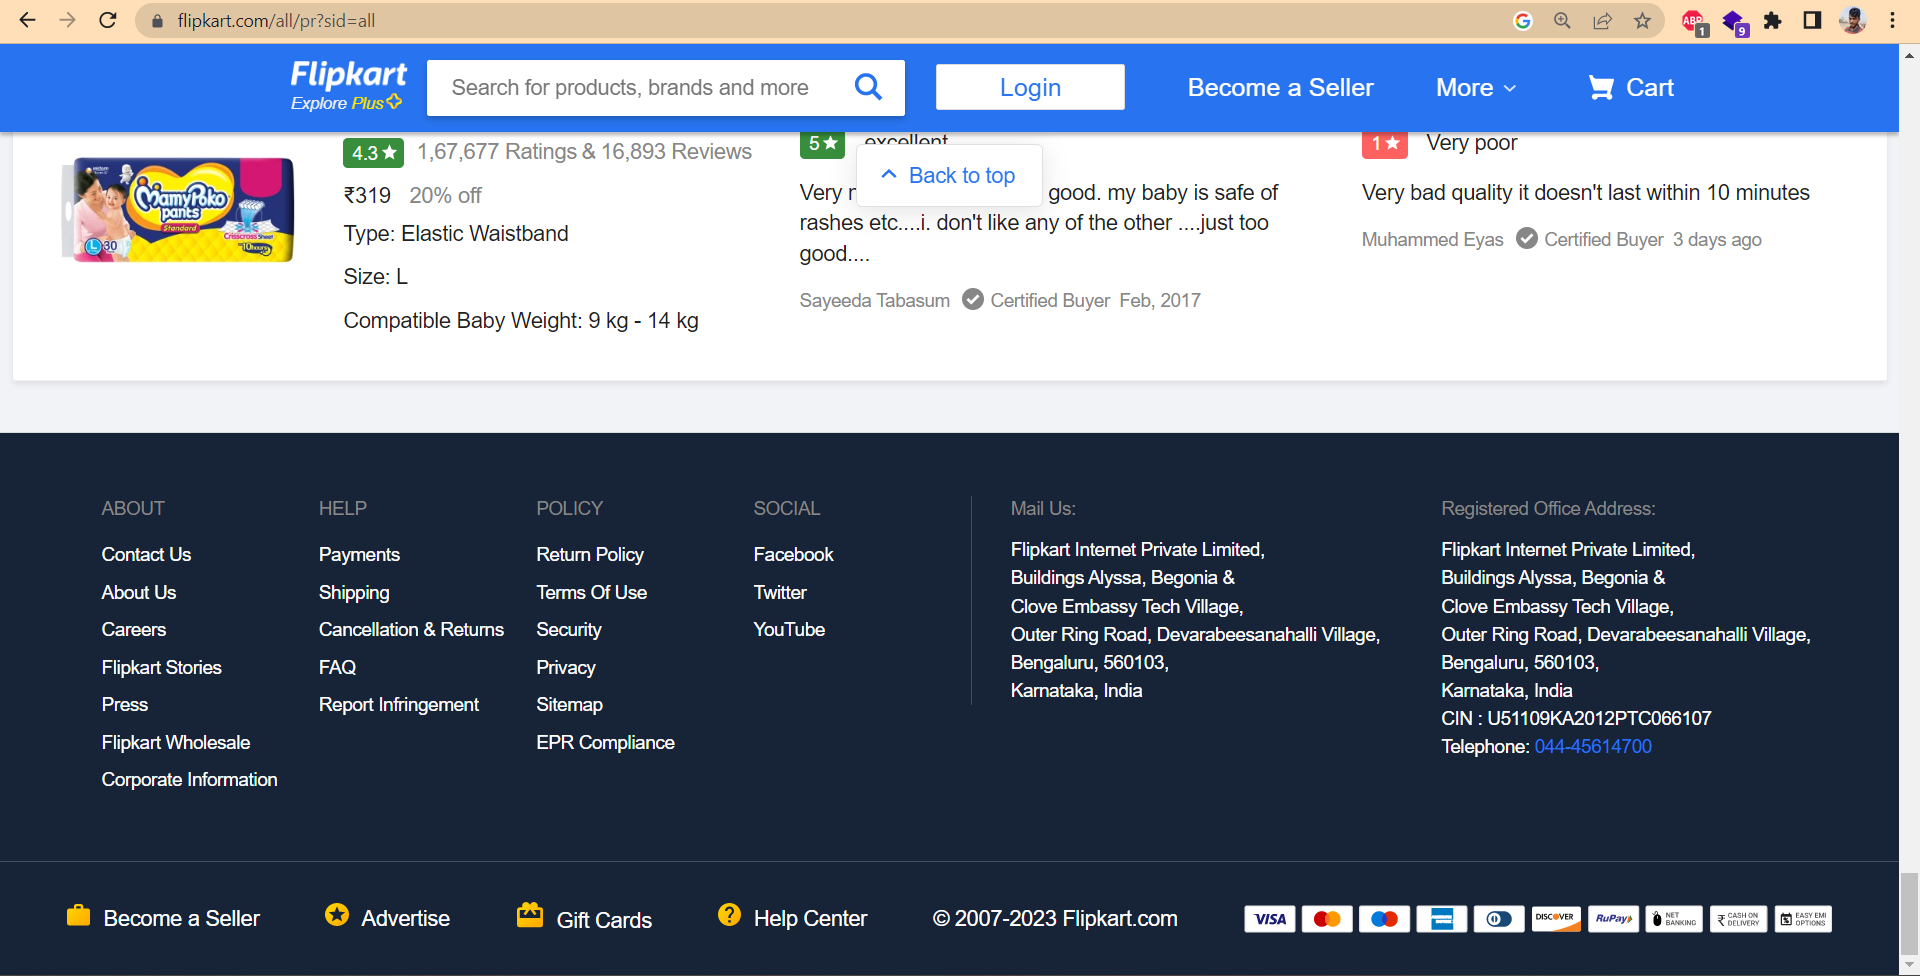 flipkart.com/all/pr?sid=all
ABP
1
9
Flipkart
Explore Plus
Search for products, brands and more
Login
Become a Seller
More
Cart
4.3★ 1,67,677 Ratings & 16,893 Reviews
₹319 20% off
Type: Elastic Waistband
Size: L
Compatible Baby Weight: 9 kg - 14 kg
MamyPoko
pants
Standard
Crisscross Sheet
10 hours
L 30
5★ excellent
Back to top
Very good. my baby is safe of
rashes etc....i. don't like any of the other ....just too
good....
Sayeeda Tabasum Certified Buyer Feb, 2017
1★ Very poor
Very bad quality it doesn't last within 10 minutes
Muhammed Eyas Certified Buyer 3 days ago
ABOUT
Contact Us
About Us
Careers
Flipkart Stories
Press
Flipkart Wholesale
Corporate Information
HELP
Payments
Shipping
Cancellation & Returns
FAQ
Report Infringement
POLICY
Return Policy
Terms Of Use
Security
Privacy
Sitemap
EPR Compliance
SOCIAL
Facebook
Twitter
YouTube
Mail Us:
Flipkart Internet Private Limited,
Buildings Alyssa, Begonia &
Clove Embassy Tech Village,
Outer Ring Road, Devarabeesanahalli Village,
Bengaluru, 560103,
Karnataka, India
Registered Office Address:
Flipkart Internet Private Limited,
Buildings Alyssa, Begonia &
Clove Embassy Tech Village,
Outer Ring Road, Devarabeesanahalli Village,
Bengaluru, 560103,
Karnataka, India
CIN : U51109KA2012PTC066107
Telephone: 044-45614700
Become a Seller
Advertise
Gift Cards
Help Center
© 2007-2023 Flipkart.com
VISA
DISCOVER
RuPay
NET
BANKING
₹ CASH ON
DELIVERY
EASY EMI
OPTIONS